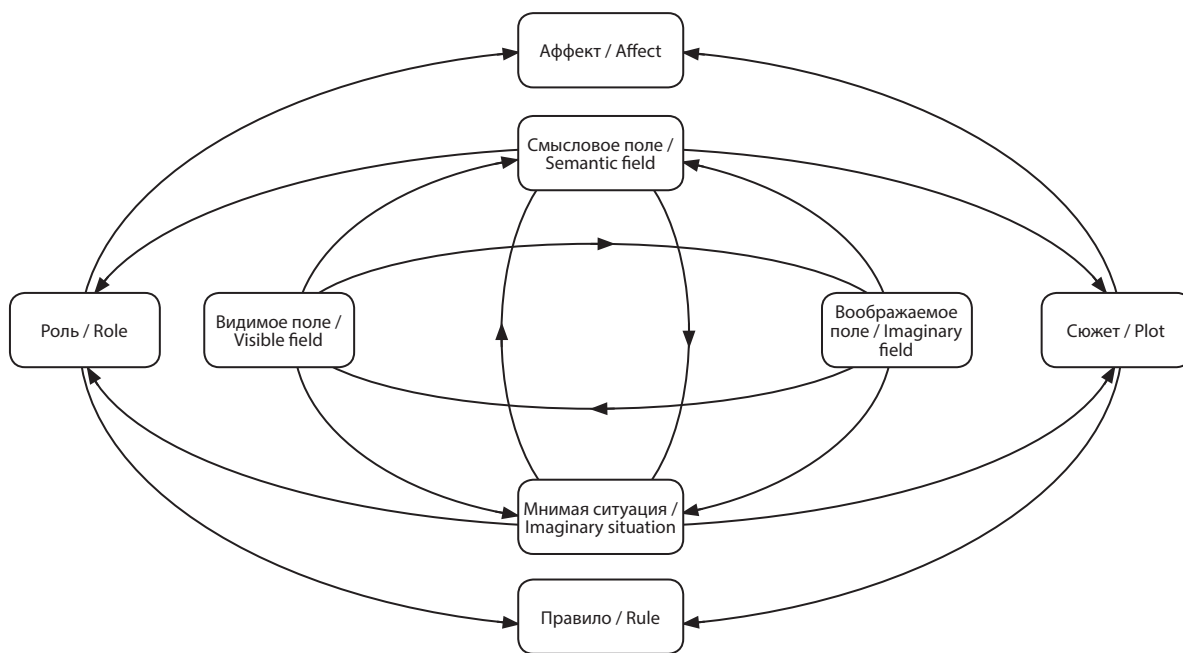 Аффект / Affect
Смысловое поле /
Semantic field
Роль / Role
Видимое поле /
Visible field
Воображаемое
поле / Imaginary
field
Сюжет / Plot
Мнимая ситуация /
Imaginary situation
Правило / Rule